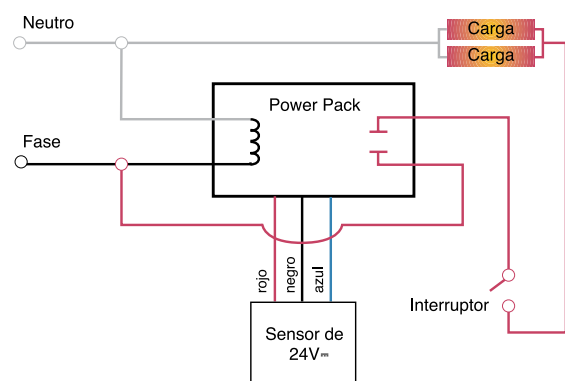 Neutro
Carga
Carga
Power Pack
Fase
rojo
negro
azul
Interruptor
Sensor de
24V⎓